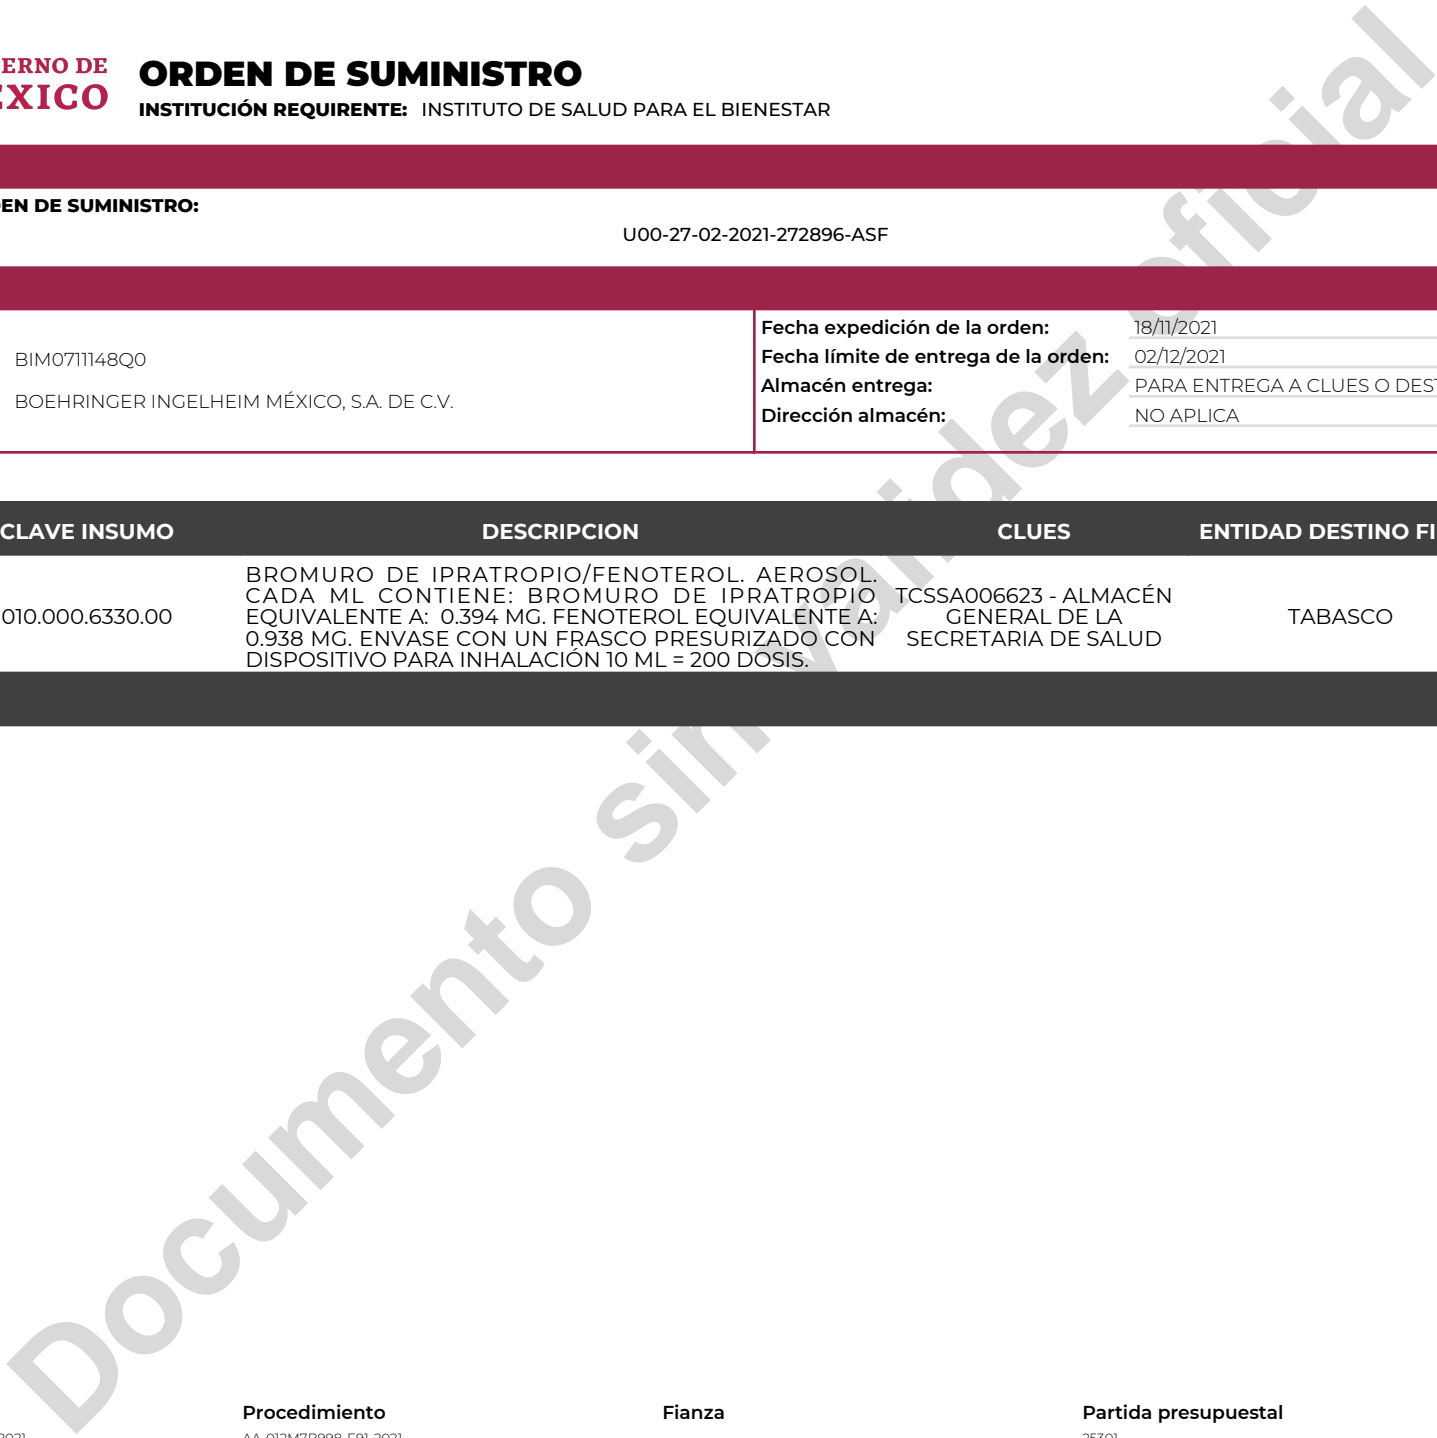 ERNO DE
ÉXICO
ORDEN DE SUMINISTRO
INSTITUCIÓN REQUIRENTE: INSTITUTO DE SALUD PARA EL BIENESTAR
EN DE SUMINISTRO:
U00-27-02-2021-272896-ASF
BIM0711148Q0
BOEHRINGER INGELHEIM MÉXICO, S.A. DE C.V.
Fecha expedición de la orden: 18/11/2021
Fecha límite de entrega de la orden: 02/12/2021
Almacén entrega: PARA ENTREGA A CLUES O DEST
Dirección almacén: NO APLICA
CLAVE INSUMO DESCRIPCION CLUES ENTIDAD DESTINO FI
010.000.6330.00
BROMURO DE IPRATROPIO/FENOTEROL. AEROSOL.
CADA ML CONTIENE: BROMURO DE IPRATROPIO
EQUIVALENTE A: 0.394 MG. FENOTEROL EQUIVALENTE A:
0.938 MG. ENVASE CON UN FRASCO PRESURIZADO CON
DISPOSITIVO PARA INHALACIÓN 10 ML = 200 DOSIS.
TCSSA006623 - ALMACÉN
GENERAL DE LA
SECRETARIA DE SALUD
TABASCO
Documento sin validez oficial
Procedimiento Fianza Partida presupuestal